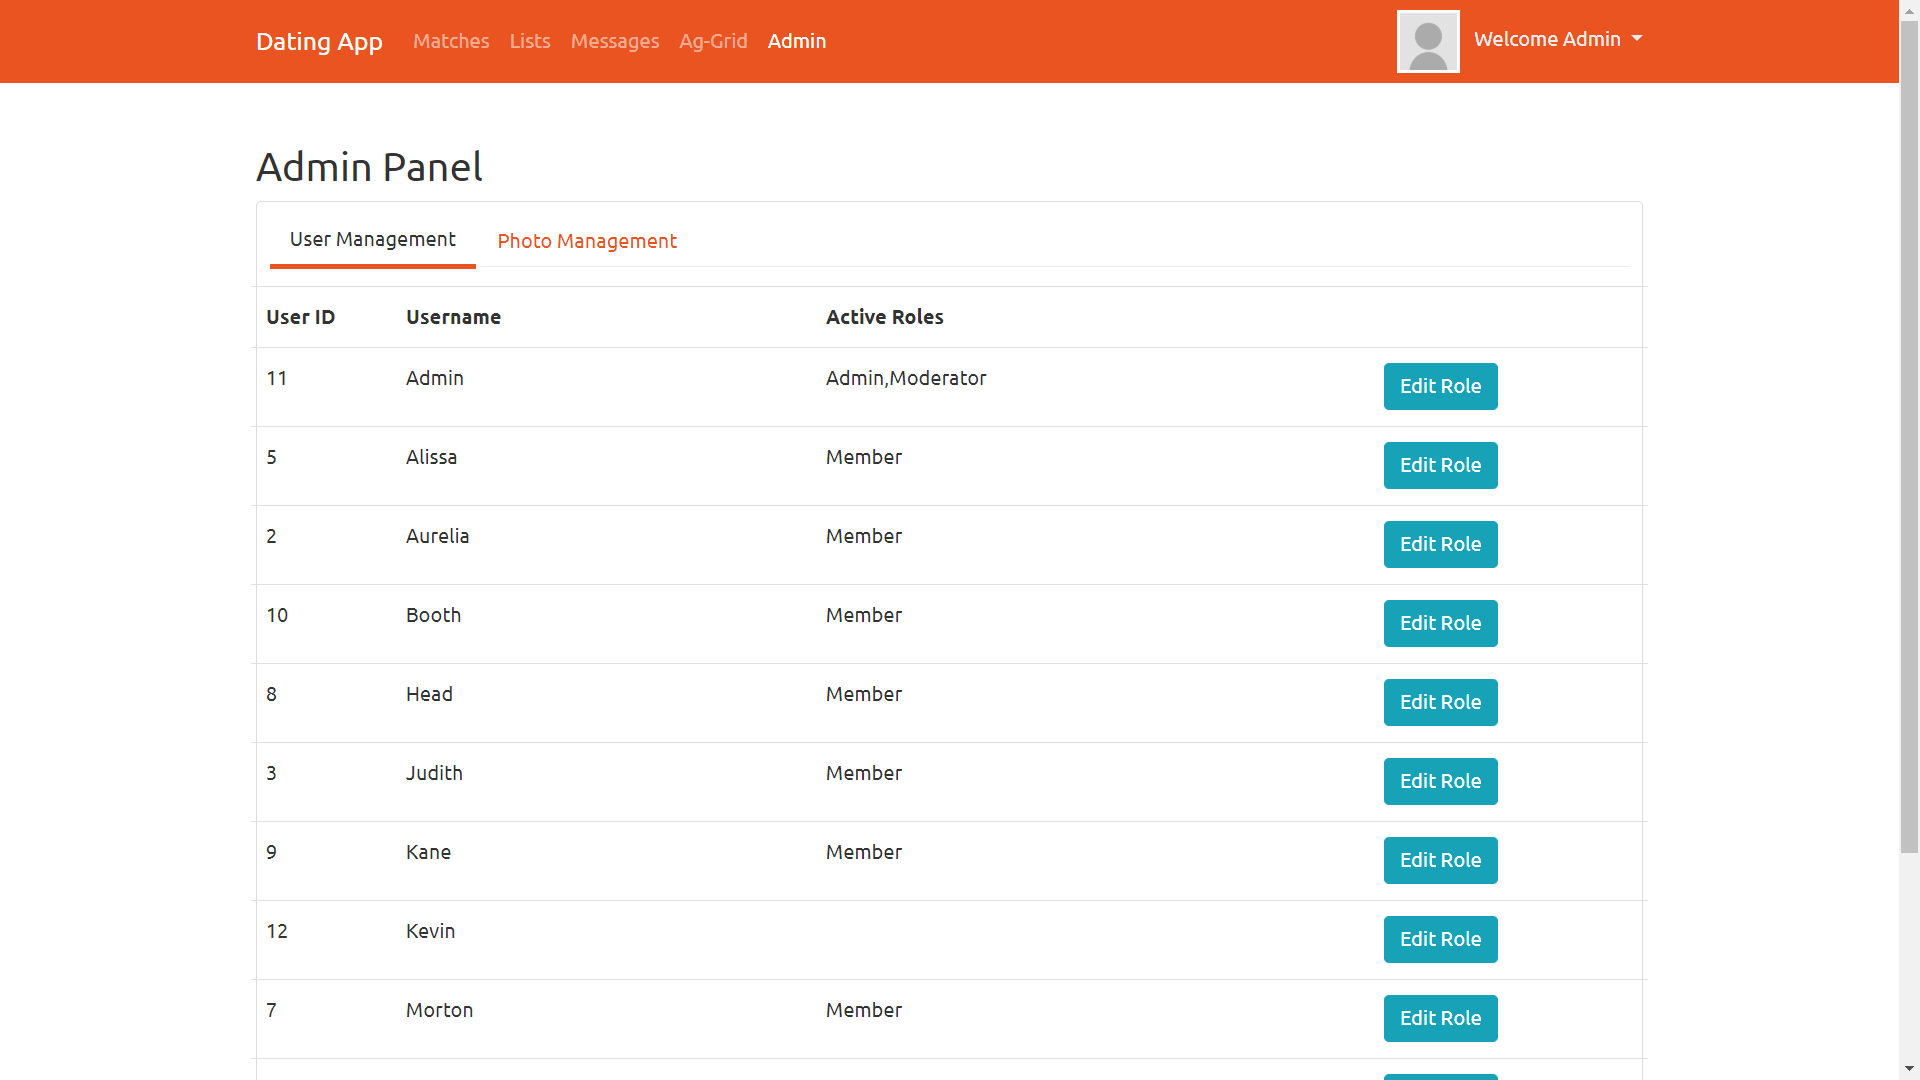 Dating App Matches Lists Messages Ag-Grid Admin Welcome Admin
Admin Panel
User Management Photo Management
User ID Username Active Roles
11 Admin Admin,Moderator Edit Role
5 Alissa Member Edit Role
2 Aurelia Member Edit Role
10 Booth Member Edit Role
8 Head Member Edit Role
3 Judith Member Edit Role
9 Kane Member Edit Role
12 Kevin Edit Role
7 Morton Member Edit Role